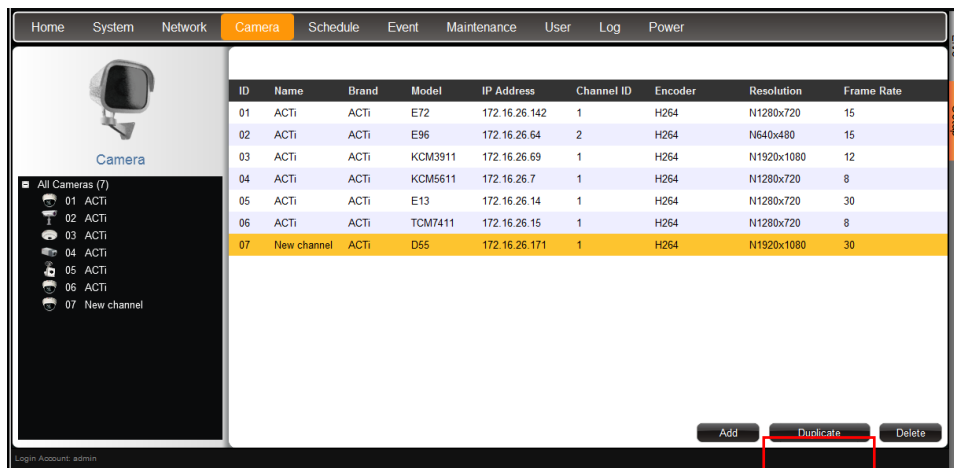 Home System Network Camera Schedule Event Maintenance User Log Power
Camera
All Cameras (7)
01 ACTi
02 ACTi
03 ACTi
04 ACTi
05 ACTi
06 ACTi
07 New channel
ID Name Brand Model IP Address Channel ID Encoder Resolution Frame Rate
01 ACTi ACTi E72 172.16.26.142 1 H264 N1280x720 15
02 ACTi ACTi E96 172.16.26.64 2 H264 N640x480 15
03 ACTi ACTi KCM3911 172.16.26.69 1 H264 N1920x1080 12
04 ACTi ACTi KCM5611 172.16.26.7 1 H264 N1280x720 8
05 ACTi ACTi E13 172.16.26.14 1 H264 N1280x720 30
06 ACTi ACTi TCM7411 172.16.26.15 1 H264 N1280x720 8
07 New channel ACTi D55 172.16.26.171 1 H264 N1920x1080 30
Add Duplicate Delete
Login Account: admin